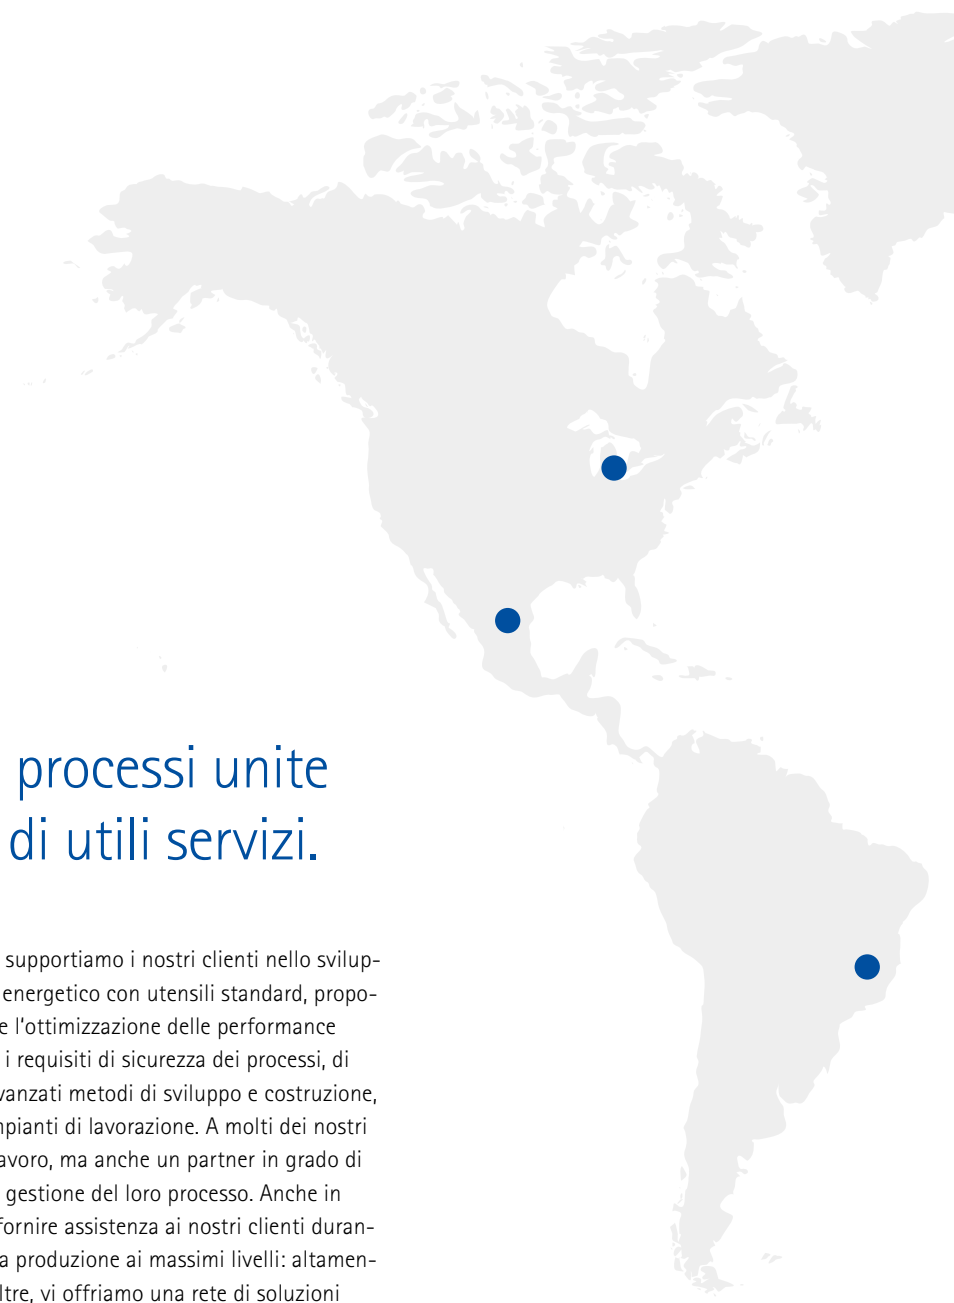 processi unite
di utili servizi.
supportiamo i nostri clienti nello svilup-
energetico con utensili standard, propo-
e l'ottimizzazione delle performance
i requisiti di sicurezza dei processi, di
vanzati metodi di sviluppo e costruzione,
npianti di lavorazione. A molti dei nostri
avoro, ma anche un partner in grado di
gestione del loro processo. Anche in
fornire assistenza ai nostri clienti duran-
a produzione ai massimi livelli: altamen-
ltre, vi offriamo una rete di soluzioni